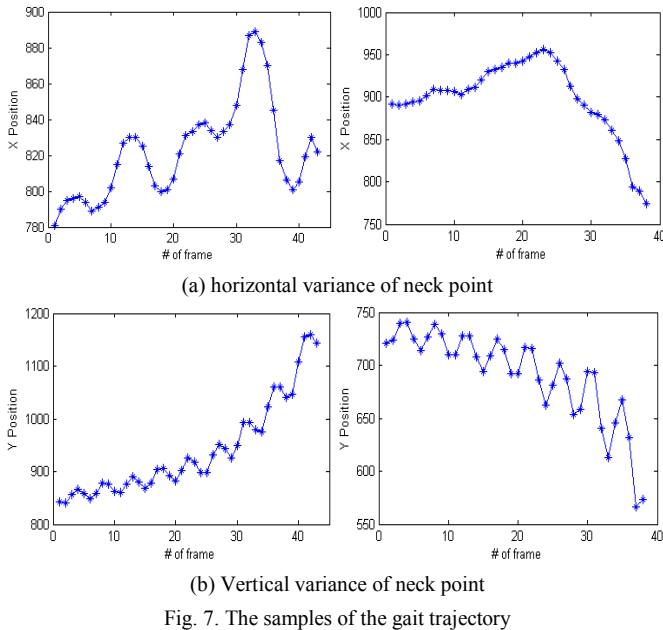 900
880
860
840
820
800
780
X Position
0 10 20 30 40
# of frame
1000
950
900
850
800
750
X Position
0 10 20 30 40
# of frame
(a) horizontal variance of neck point
1200
1100
1000
900
800
Y Position
0 10 20 30 40
# of frame
750
700
650
600
550
Y Position
0 10 20 30 40
# of frame
(b) Vertical variance of neck point
Fig. 7. The samples of the gait trajectory